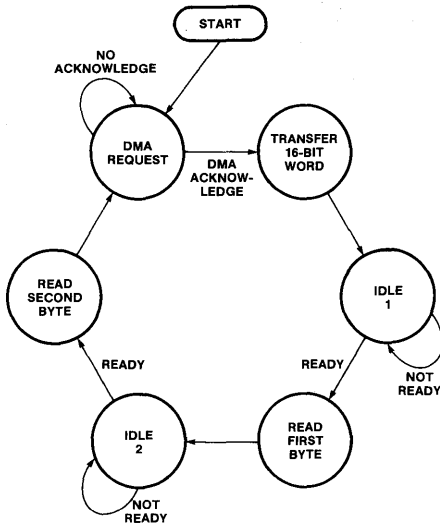 START
NO
ACKNOWLEDGE
DMA
REQUEST
DMA
ACKNOW-
LEDGE
TRANSFER
16-BIT
WORD
IDLE
1
NOT
READY
READY
READ
FIRST
BYTE
IDLE
2
NOT
READY
READY
READ
SECOND
BYTE